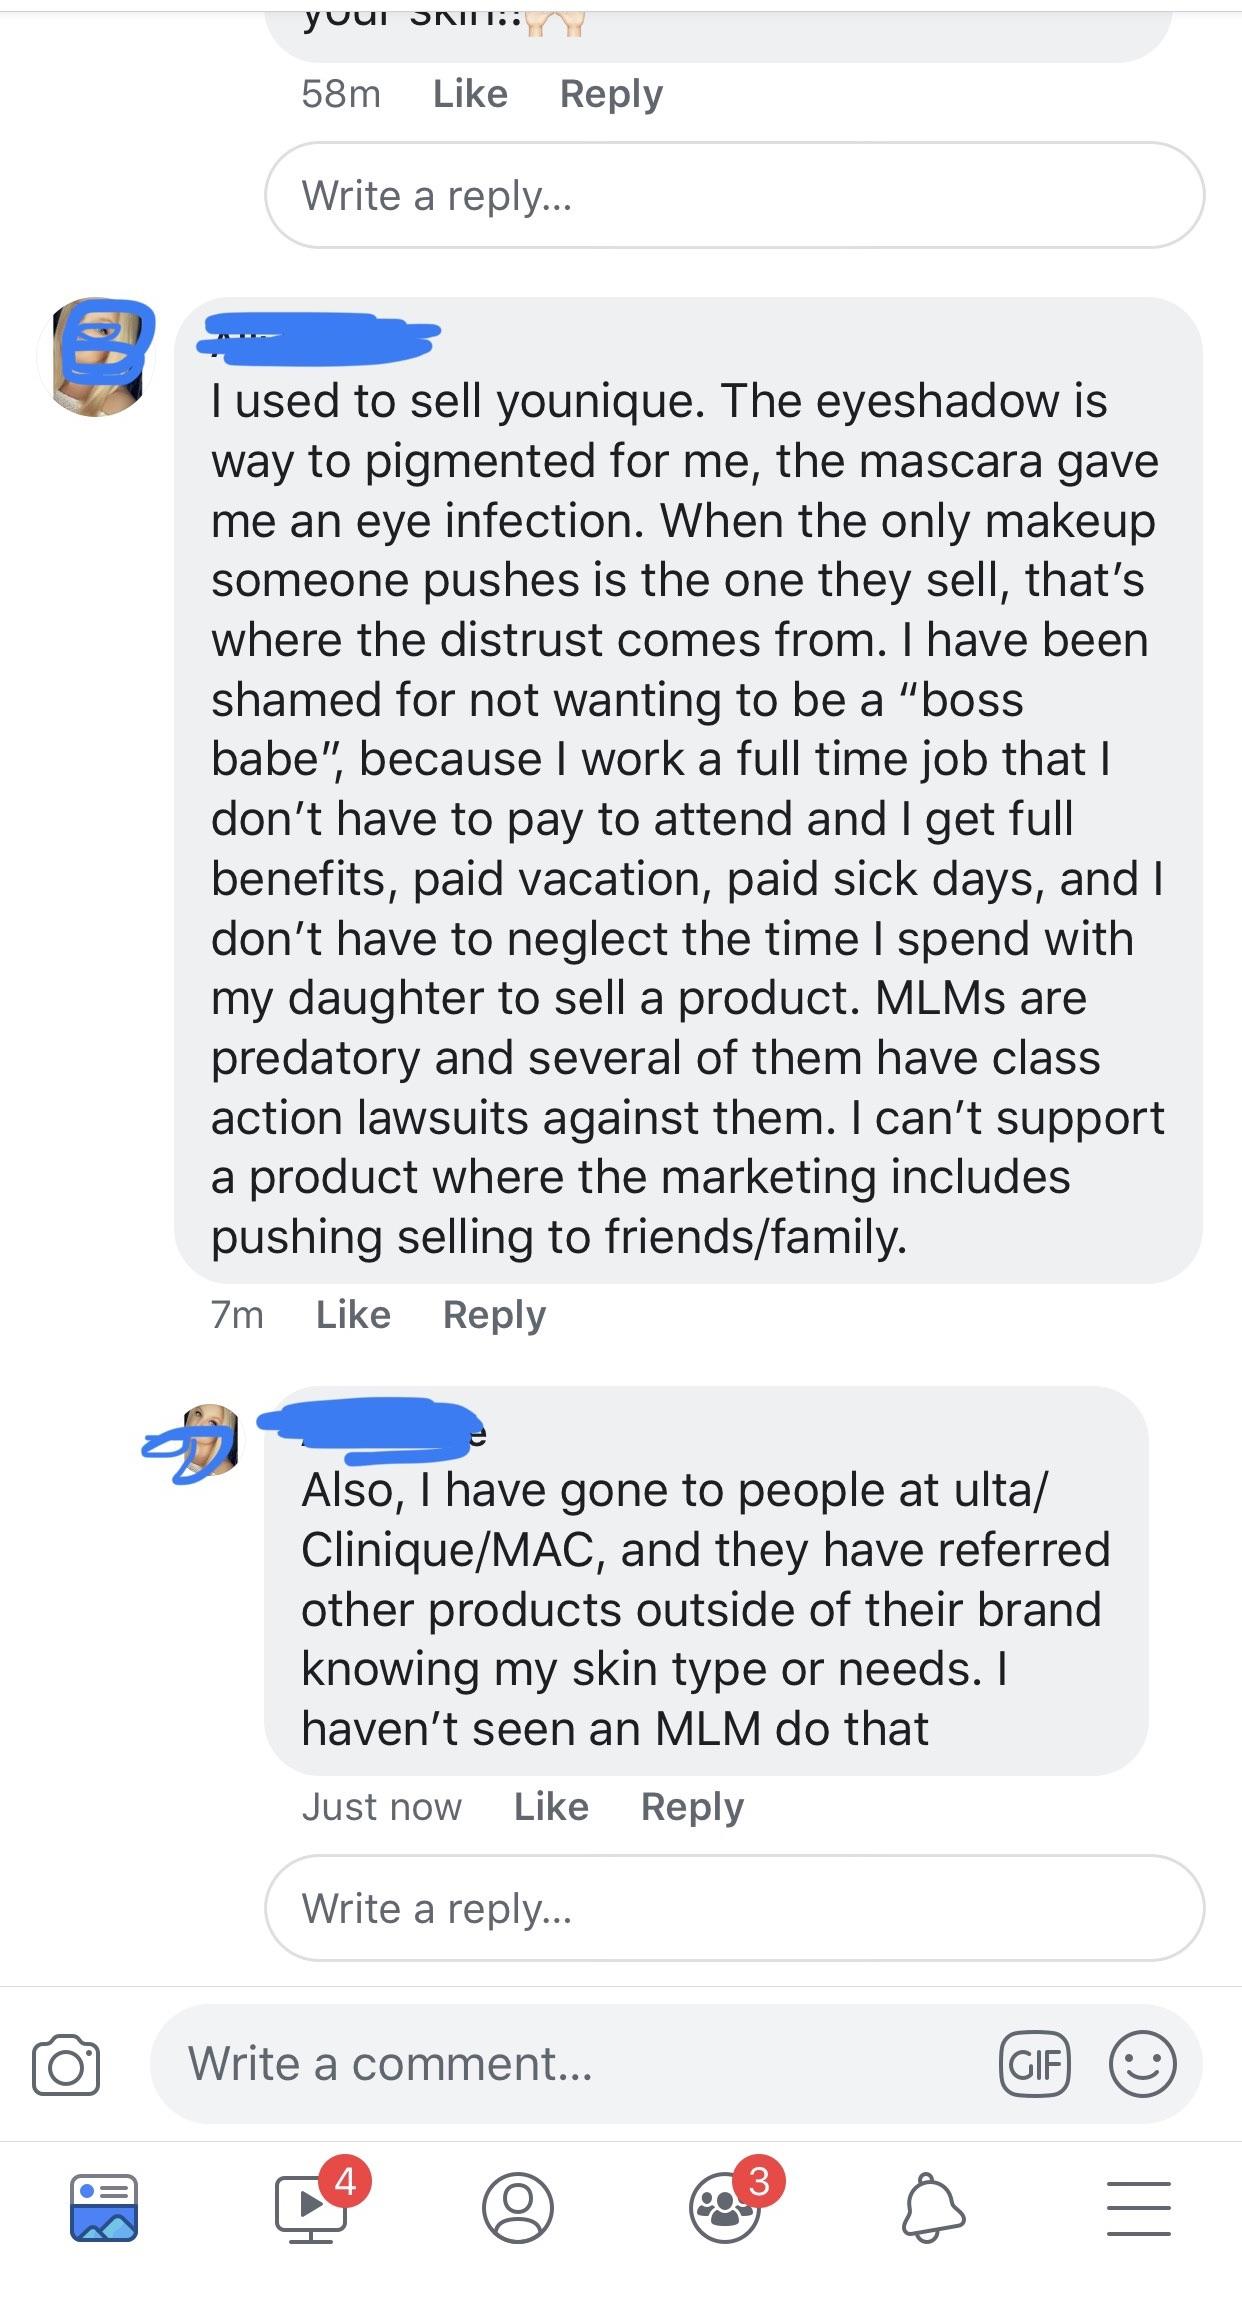 your skin!!🙌🏻
58m Like Reply
Write a reply...
I used to sell younique. The eyeshadow is
way to pigmented for me, the mascara gave
me an eye infection. When the only makeup
someone pushes is the one they sell, that's
where the distrust comes from. I have been
shamed for not wanting to be a "boss
babe", because I work a full time job that I
don't have to pay to attend and I get full
benefits, paid vacation, paid sick days, and I
don't have to neglect the time I spend with
my daughter to sell a product. MLMs are
predatory and several of them have class
action lawsuits against them. I can't support
a product where the marketing includes
pushing selling to friends/family.
7m Like Reply
Also, I have gone to people at ulta/
Clinique/MAC, and they have referred
other products outside of their brand
knowing my skin type or needs. I
haven't seen an MLM do that
Just now Like Reply
Write a reply...
Write a comment... GIF
4 3